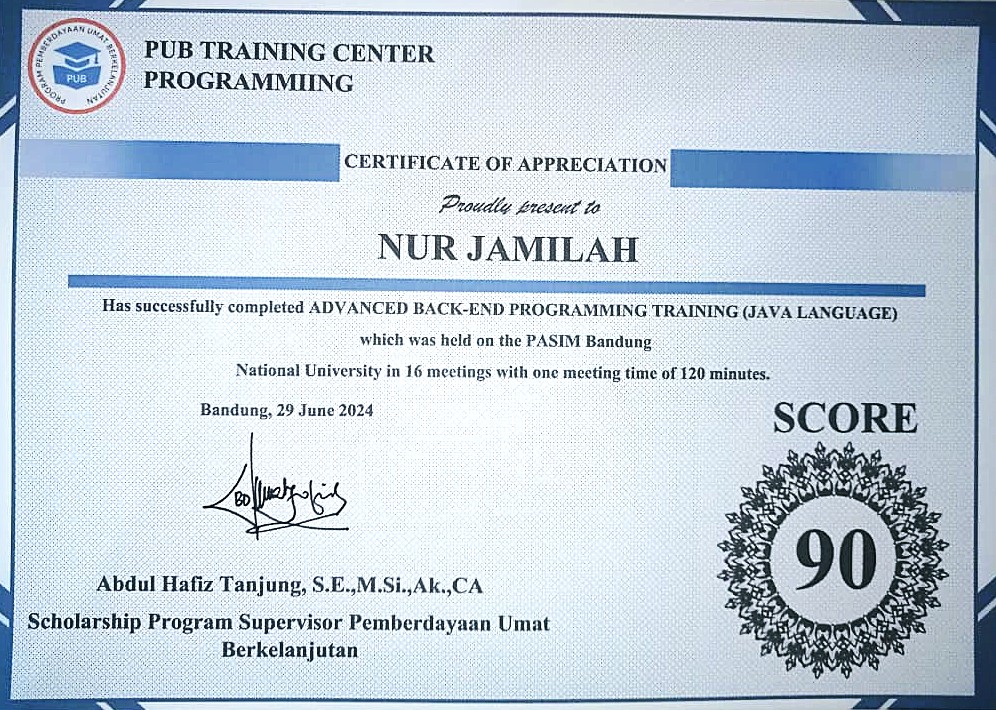 PROGRAM PEMBERDAYAAN UMAT BERKELANJUTAN
PUB
PUB TRAINING CENTER
PROGRAMMIING
CERTIFICATE OF APPRECIATION
Proudly present to
NUR JAMILAH
Has successfully completed ADVANCED BACK-END PROGRAMMING TRAINING (JAVA LANGUAGE)
which was held on the PASIM Bandung
National University in 16 meetings with one meeting time of 120 minutes.
Bandung, 29 June 2024
SCORE
90
Abdul Hafiz Tanjung, S.E.,M.Si.,Ak.,CA
Scholarship Program Supervisor Pemberdayaan Umat
Berkelanjutan